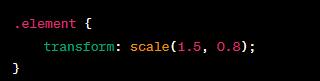 .element {
    transform: scale(1.5, 0.8);
}